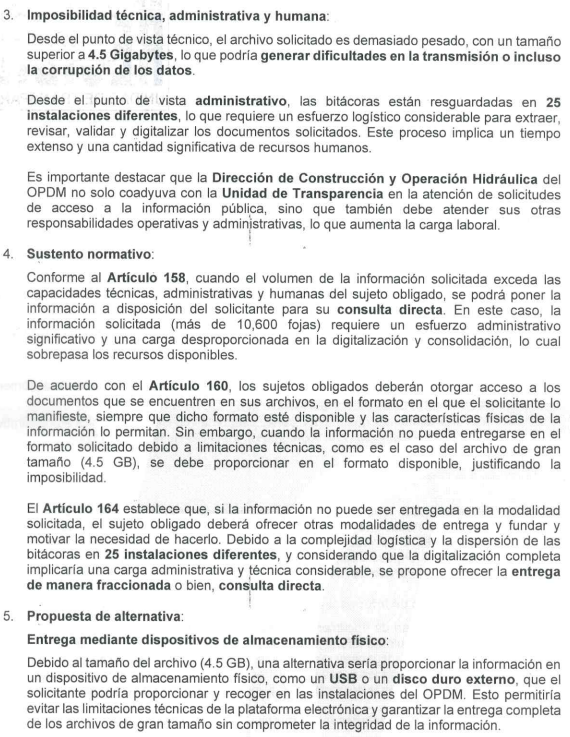 3. Imposibilidad técnica, administrativa y humana:
Desde el punto de vista técnico, el archivo solicitado es demasiado pesado, con un tamaño
superior a 4.5 Gigabytes, lo que podría generar dificultades en la transmisión o incluso
la corrupción de los datos.
Desde el punto de vista administrativo, las bitácoras están resguardadas en 25
instalaciones diferentes, lo que requiere un esfuerzo logístico considerable para extraer,
revisar, validar y digitalizar los documentos solicitados. Este proceso implica un tiempo
extenso y una cantidad significativa de recursos humanos.
Es importante destacar que la Dirección de Construcción y Operación Hidráulica del
OPDM no solo coadyuva con la Unidad de Transparencia en la atención de solicitudes
de acceso a la información pública, sino que también debe atender sus otras
responsabilidades operativas y administrativas, lo que aumenta la carga laboral.
4. Sustento normativo:
Conforme al Artículo 158, cuando el volumen de la información solicitada exceda las
capacidades técnicas, administrativas y humanas del sujeto obligado, se podrá poner la
información a disposición del solicitante para su consulta directa. En este caso, la
información solicitada (más de 10,600 fojas) requiere un esfuerzo administrativo
significativo y una carga desproporcionada en la digitalización y consolidación, lo cual
sobrepasa los recursos disponibles.
De acuerdo con el Artículo 160, los sujetos obligados deberán otorgar acceso a los
documentos que se encuentren en sus archivos, en el formato en el que el solicitante lo
manifieste, siempre que dicho formato esté disponible y las características físicas de la
información lo permitan. Sin embargo, cuando la información no pueda entregarse en el
formato solicitado debido a limitaciones técnicas, como es el caso del archivo de gran
tamaño (4.5 GB), se debe proporcionar en el formato disponible, justificando la
imposibilidad.
El Artículo 164 establece que, si la información no puede ser entregada en la modalidad
solicitada, el sujeto obligado deberá ofrecer otras modalidades de entrega y fundar y
motivar la necesidad de hacerlo. Debido a la complejidad logística y la dispersión de las
bitácoras en 25 instalaciones diferentes, y considerando que la digitalización completa
implicaría una carga administrativa y técnica considerable, se propone ofrecer la entrega
de manera fraccionada o bien, consulta directa.
5. Propuesta de alternativa:
Entrega mediante dispositivos de almacenamiento físico:
Debido al tamaño del archivo (4.5 GB), una alternativa sería proporcionar la información en
un dispositivo de almacenamiento físico, como un USB o un disco duro externo, que el
solicitante podría proporcionar y recoger en las instalaciones del OPDM. Esto permitiría
evitar las limitaciones técnicas de la plataforma electrónica y garantizar la entrega completa
de los archivos de gran tamaño sin comprometer la integridad de la información.